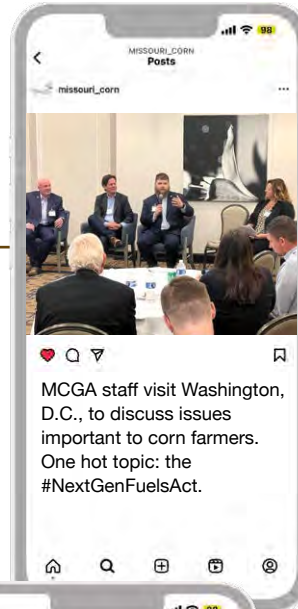 98
MISSOURI_CORN
Posts
missouri_corn
MCGA staff visit Washington,
D.C., to discuss issues
important to corn farmers.
One hot topic: the
#NextGenFuelsAct.
98